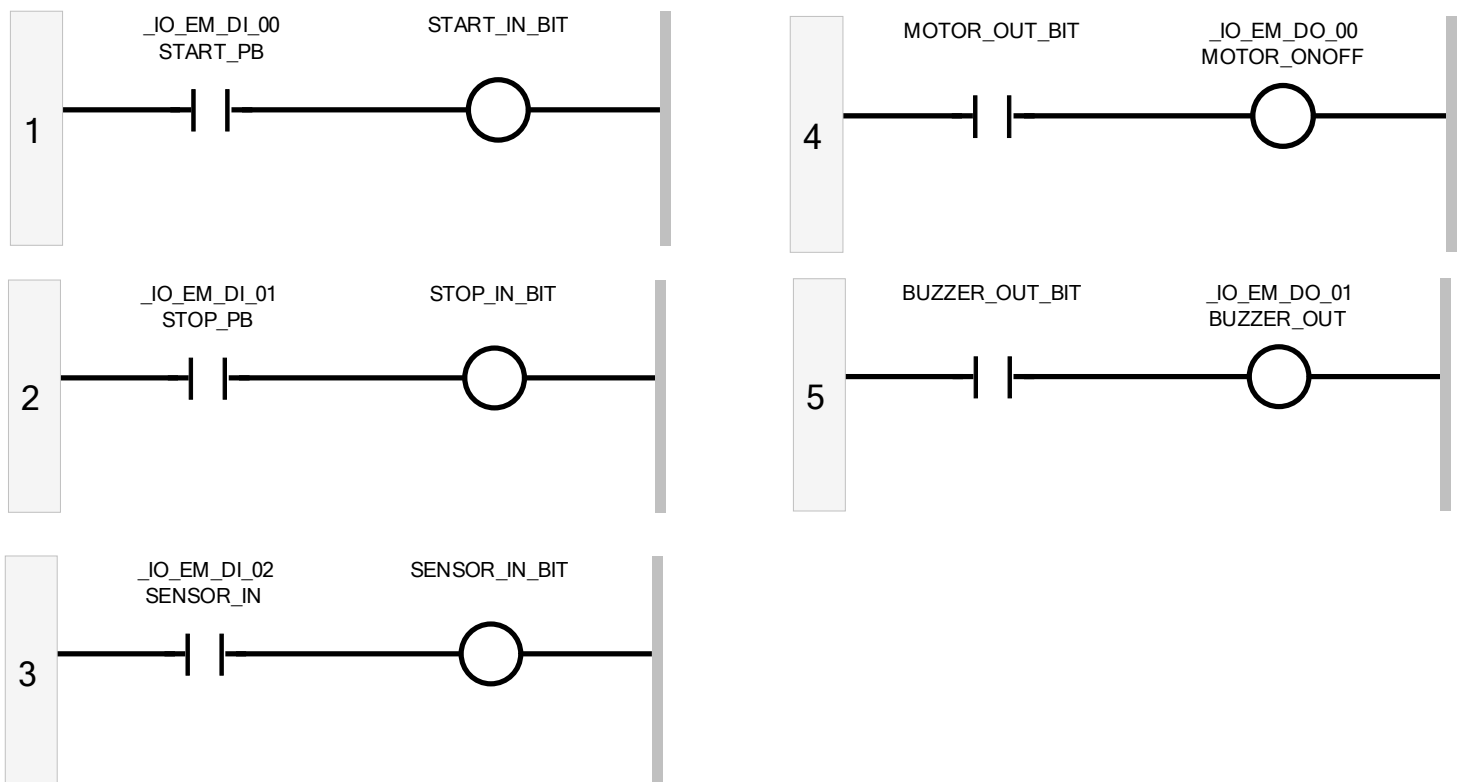 _IO_EM_DI_00
START_PB
START_IN_BIT
1
_IO_EM_DI_01
STOP_PB
STOP_IN_BIT
2
_IO_EM_DI_02
SENSOR_IN
SENSOR_IN_BIT
3
MOTOR_OUT_BIT
_IO_EM_DO_00
MOTOR_ONOFF
4
BUZZER_OUT_BIT
_IO_EM_DO_01
BUZZER_OUT
5